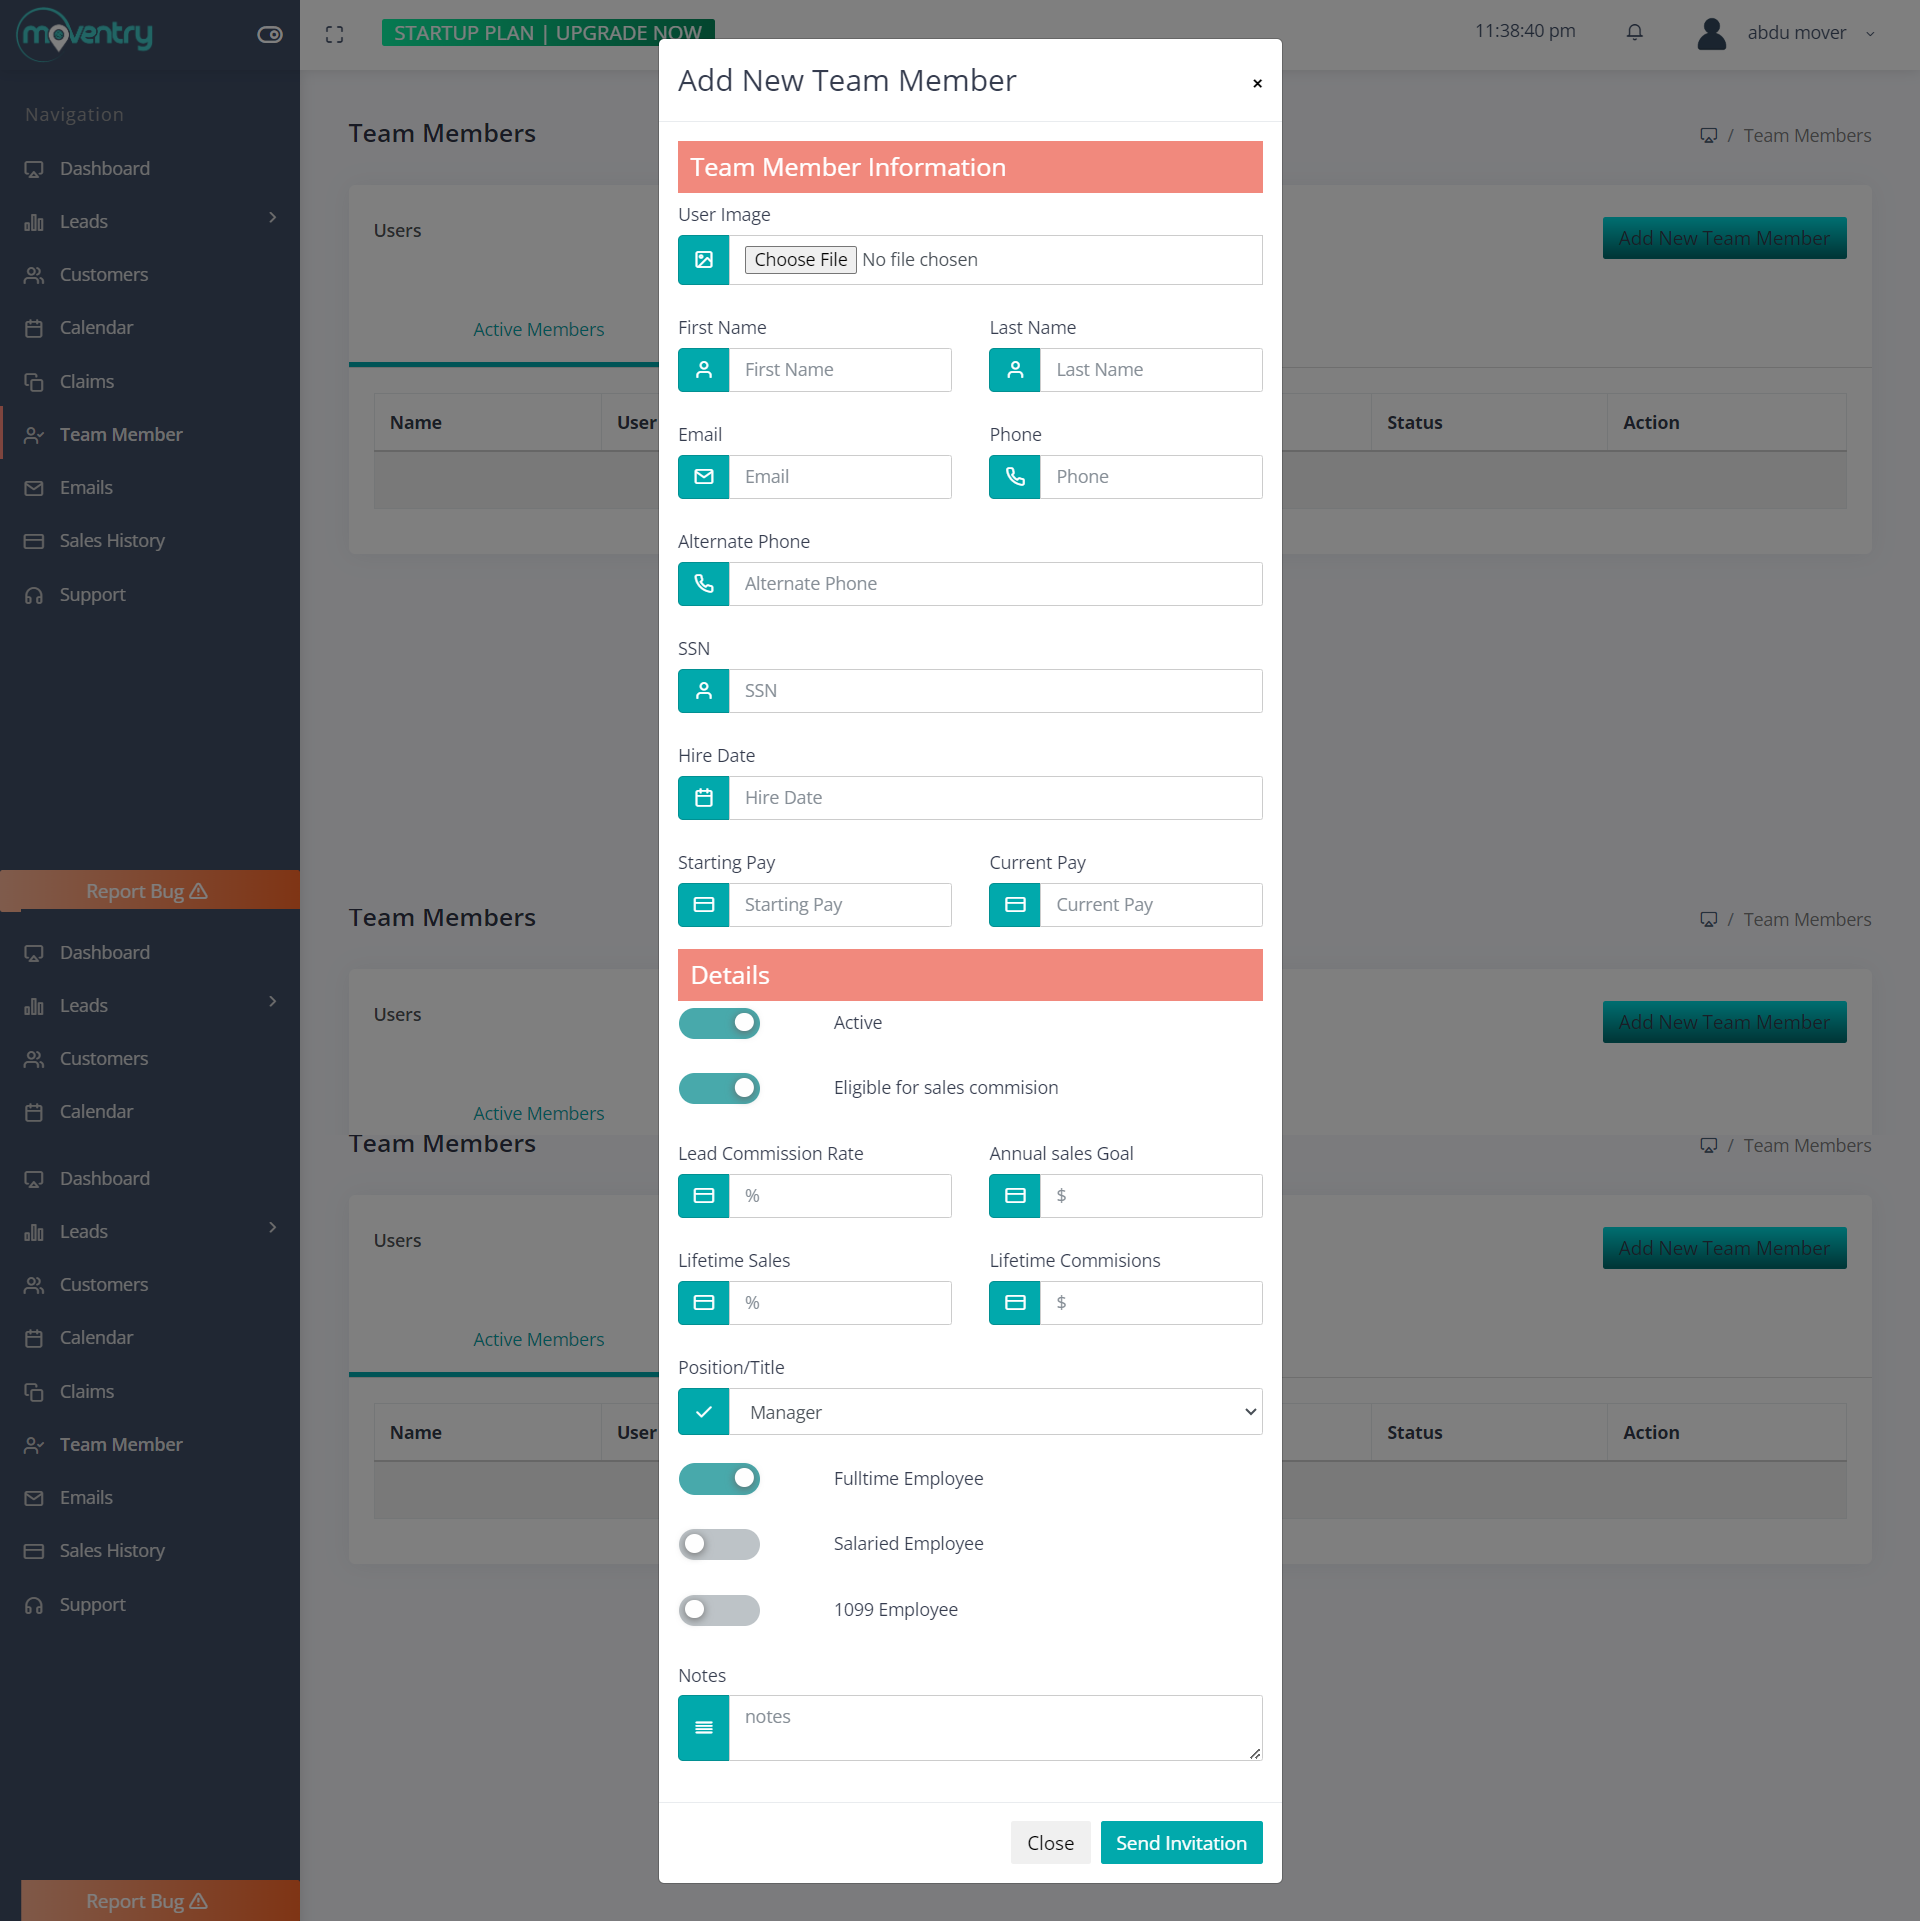 moventry
STARTUP PLAN | UPGRADE NOW
11:38:40 pm
abdu mover
Navigation
Dashboard
Leads
Customers
Calendar
Claims
Team Member
Emails
Sales History
Support
Report Bug
Dashboard
Leads
Customers
Calendar
Dashboard
Leads
Customers
Calendar
Claims
Team Member
Emails
Sales History
Support
Report Bug
Team Members
/ Team Members
Users
Add New Team Member
Active Members
Name User Status Action
Team Members
/ Team Members
Users
Add New Team Member
Active Members
Team Members
/ Team Members
Users
Add New Team Member
Active Members
Name User Status Action
Add New Team Member
×
Team Member Information
User Image
Choose File No file chosen
First Name Last Name
First Name Last Name
Email Phone
Email Phone
Alternate Phone
Alternate Phone
SSN
SSN
Hire Date
Hire Date
Starting Pay Current Pay
Starting Pay Current Pay
Details
Active
Eligible for sales commision
Lead Commission Rate Annual sales Goal
% $
Lifetime Sales Lifetime Commisions
% $
Position/Title
Manager
Fulltime Employee
Salaried Employee
1099 Employee
Notes
notes
Close Send Invitation